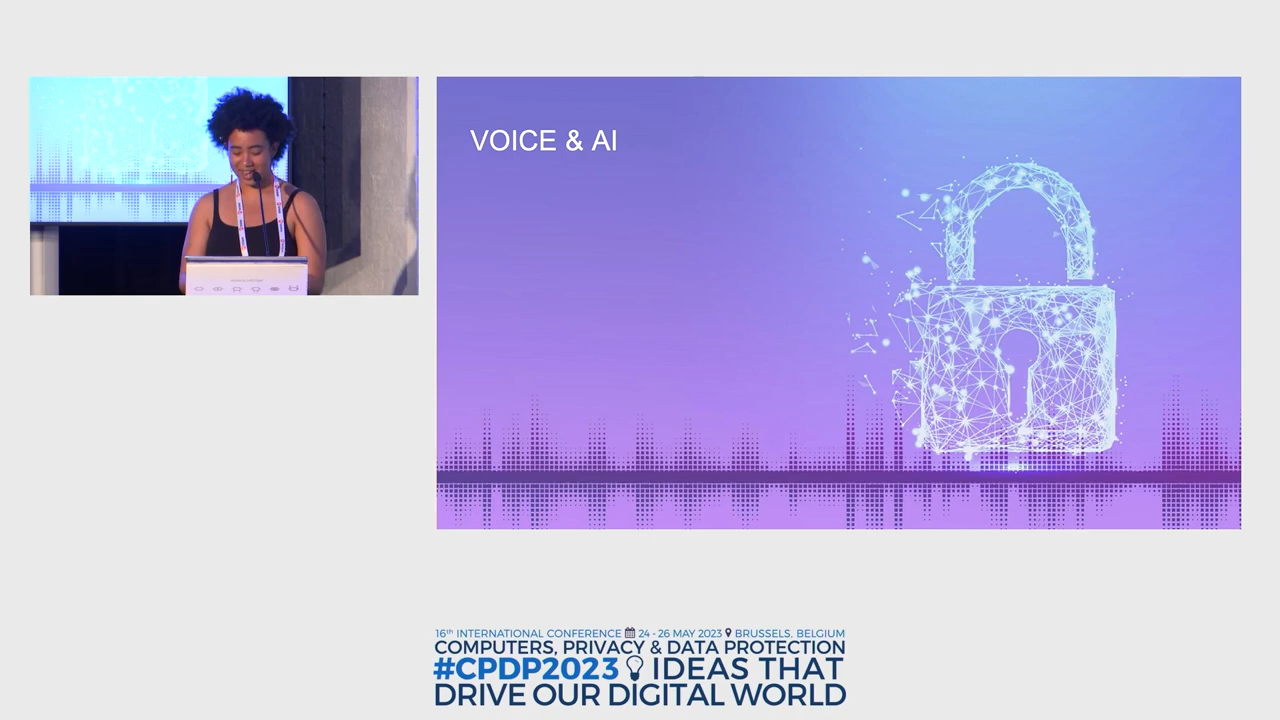 VOICE & AI
16th INTERNATIONAL CONFERENCE 24 - 26 MAY 2023 BRUSSELS, BELGIUM
COMPUTERS, PRIVACY & DATA PROTECTION
#CPDP2023 IDEAS THAT
DRIVE OUR DIGITAL WORLD